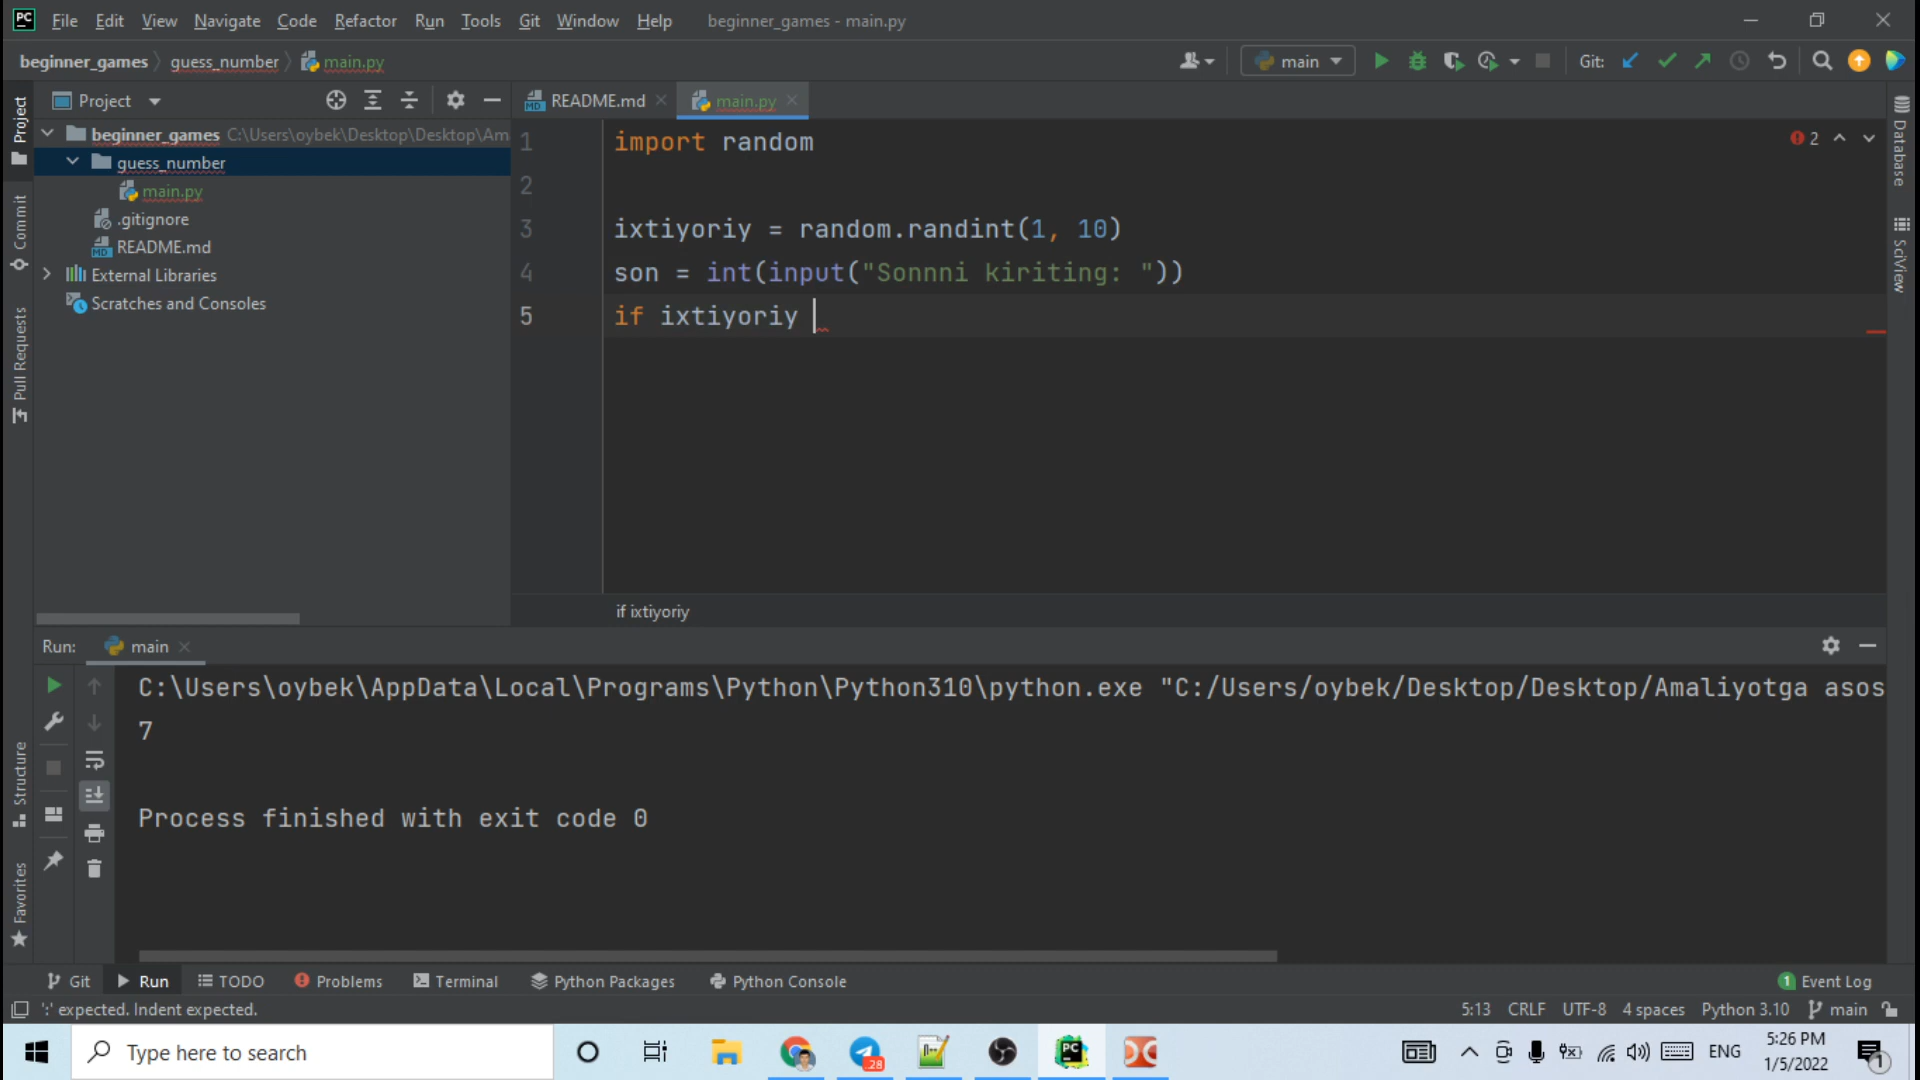 PC File Edit View Navigate Code Refactor Run Tools Git Window Help beginner_games - main.py
beginner_games guess_number main.py main Git:
Project README.md main.py
beginner_games C:\Users\oybek\Desktop\Desktop\Am
guess_number
main.py
.gitignore
README.md
External Libraries
Scratches and Consoles
Project
Commit
Pull Requests
Structure
Favorites
Database
SciView
1 import random
2
2
3 ixtiyoriy = random.randint(1, 10)
4 son = int(input("Sonnni kiriting: "))
5 if ixtiyoriy
if ixtiyoriy
Run: main
C:\Users\oybek\AppData\Local\Programs\Python\Python310\python.exe "C:/Users/oybek/Desktop/Desktop/Amaliyotga asos
7
Process finished with exit code 0
Git Run TODO Problems Terminal Python Packages Python Console 1 Event Log
':' expected. Indent expected. 5:13 CRLF UTF-8 4 spaces Python 3.10 main
Type here to search 28 PC ENG 5:26 PM
1/5/2022 1